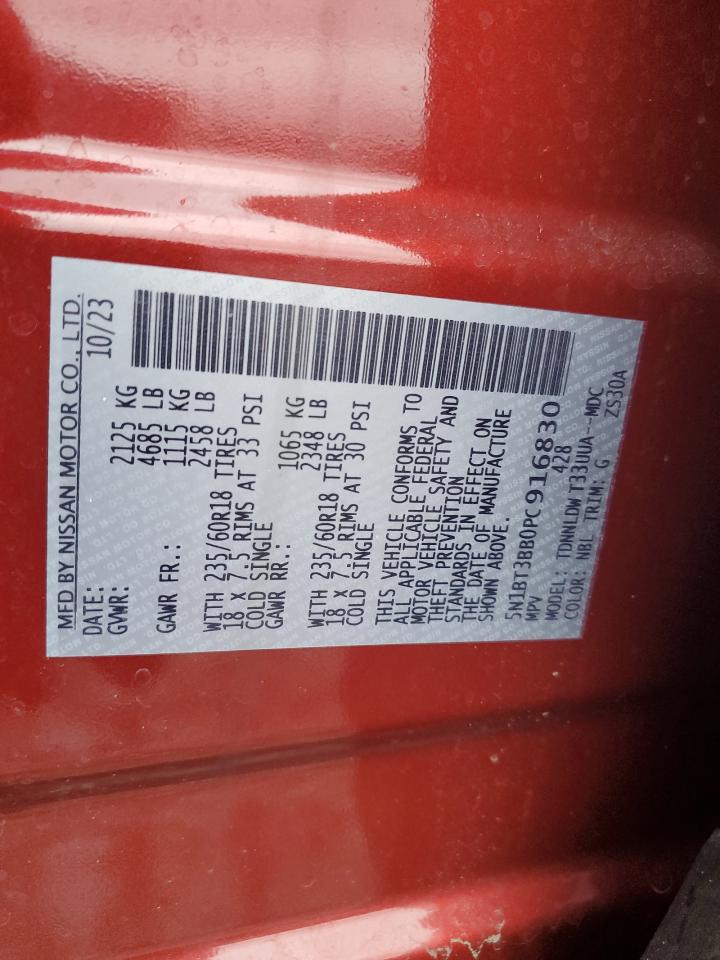 MFD BY NISSAN MOTOR CO., LTD.
DATE: 10/23
GVWR: 2125 KG
4685 LB
GAWR FR.: 1115 KG
2458 LB
WITH 235/60R18 TIRES
18 X 7.5 RIMS AT 33 PSI
COLD SINGLE
GAWR RR.: 1065 KG
2348 LB
WITH 235/60R18 TIRES
18 X 7.5 RIMS AT 30 PSI
COLD SINGLE
THIS VEHICLE CONFORMS TO
ALL APPLICABLE FEDERAL
MOTOR VEHICLE SAFETY AND
THEFT PREVENTION
STANDARDS IN EFFECT ON
THE DATE OF MANUFACTURE
SHOWN ABOVE.
5N1BT3BB0PC916830
MPV 428
MODEL: TDNNLDW T33UUA--MDC
COLOR: NBL TRIM: G ZS30A